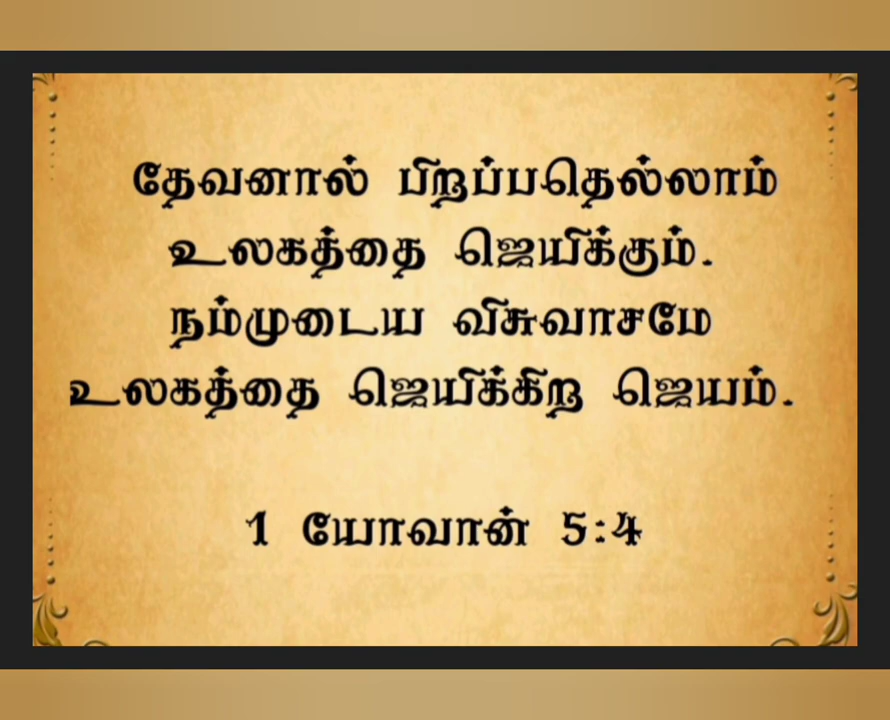 தேவனால் பிறப்பதெல்லாம்
உலகத்தை ஜெயிக்கும்.
நம்முடைய விசுவாசமே
உலகத்தை ஜெயிக்கிற ஜெயம்.
1 யோவான் 5:4